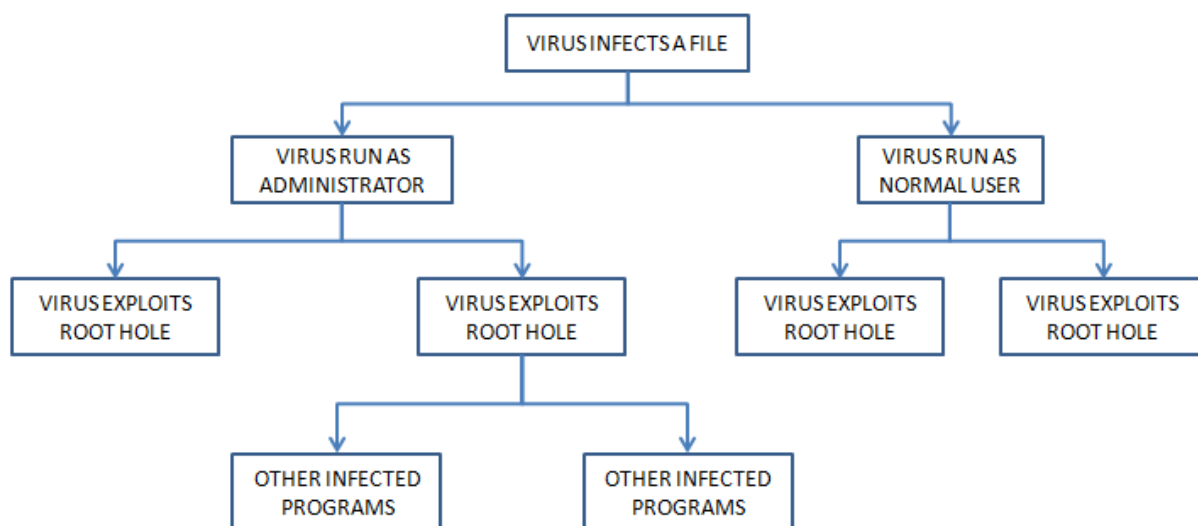 VIRUS INFECTS A FILE
VIRUS RUN AS
ADMINISTRATOR
VIRUS RUN AS
NORMAL USER
VIRUS EXPLOITS
ROOT HOLE
VIRUS EXPLOITS
ROOT HOLE
VIRUS EXPLOITS
ROOT HOLE
VIRUS EXPLOITS
ROOT HOLE
OTHER INFECTED
PROGRAMS
OTHER INFECTED
PROGRAMS